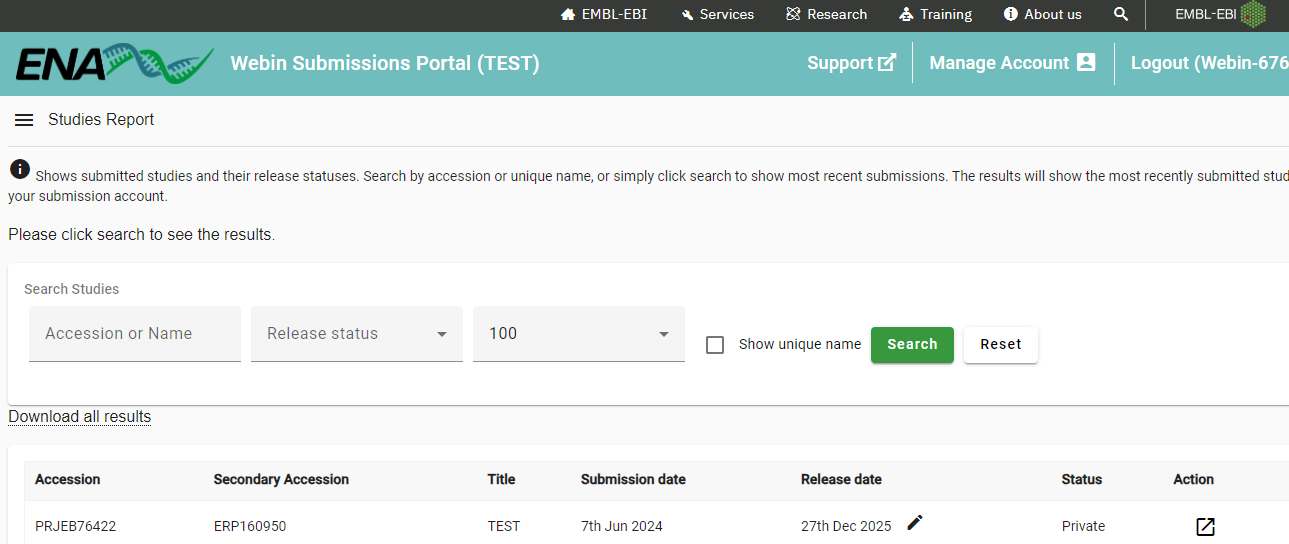 EMBL-EBI Services Research Training About us EMBL-EBI
ENA Webin Submissions Portal (TEST) Support Manage Account Logout (Webin-676
Studies Report
Shows submitted studies and their release statuses. Search by accession or unique name, or simply click search to show most recent submissions. The results will show the most recently submitted stud
your submission account.
Please click search to see the results.
Search Studies
Accession or Name Release status 100 Show unique name Search Reset
Download all results
Accession Secondary Accession Title Submission date Release date Status Action
PRJEB76422 ERP160950 TEST 7th Jun 2024 27th Dec 2025 Private